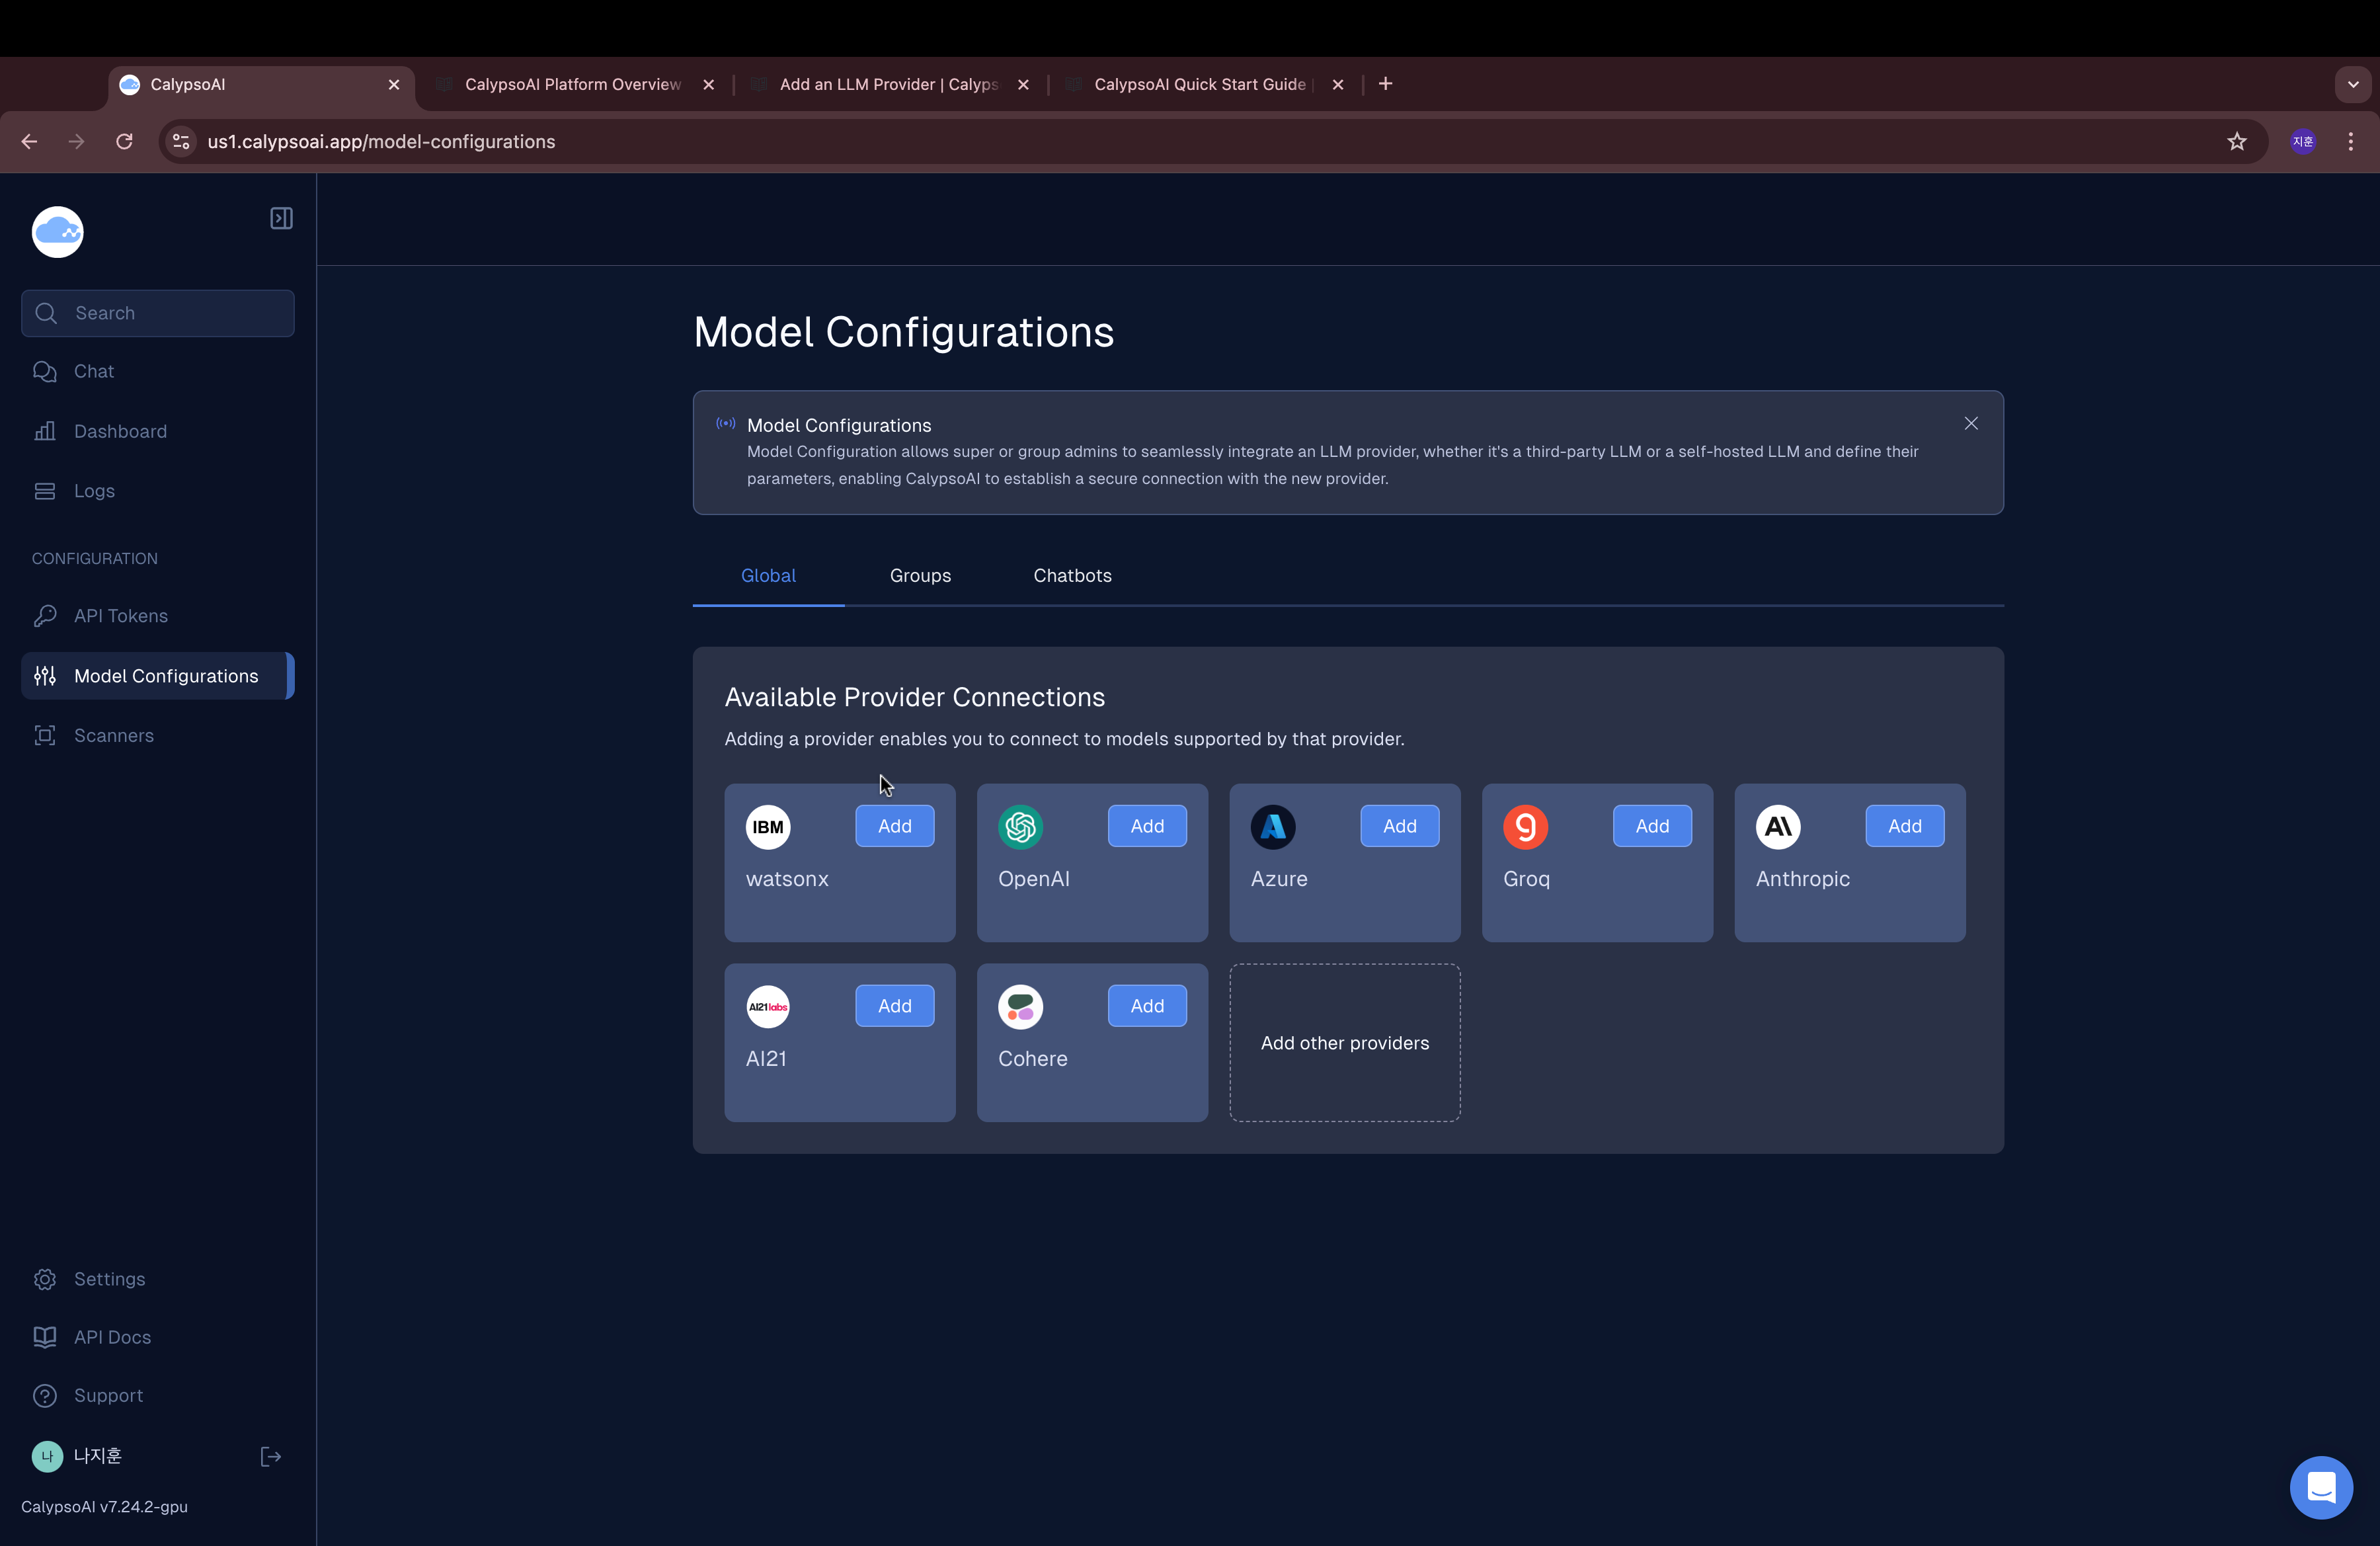 CalypsoAI
CalypsoAI Platform Overview
Add an LLM Provider | Calyps
CalypsoAI Quick Start Guide |
us1.calypsoai.app/model-configurations
지훈
Search
Chat
Dashboard
Logs
CONFIGURATION
API Tokens
Model Configurations
Scanners
Settings
API Docs
Support
나
나지훈
CalypsoAI v7.24.2-gpu
Model Configurations
Model Configurations
Model Configuration allows super or group admins to seamlessly integrate an LLM provider, whether it's a third-party LLM or a self-hosted LLM and define their
parameters, enabling CalypsoAI to establish a secure connection with the new provider.
Global
Groups
Chatbots
Available Provider Connections
Adding a provider enables you to connect to models supported by that provider.
IBM
Add
watsonx
Add
OpenAI
Add
Azure
g
Add
Groq
A\
Add
Anthropic
AI21labs
Add
AI21
Add
Cohere
Add other providers